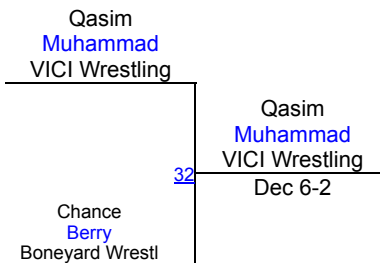 Qasim
Muhammad
VICI Wrestling
Qasim
Muhammad
VICI Wrestling
32
Dec 6-2
Chance
Berry
Boneyard Wrestl